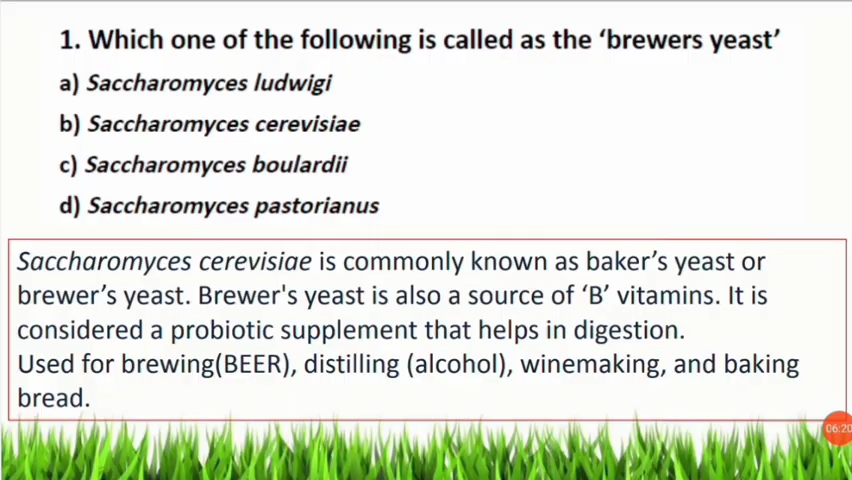 1. Which one of the following is called as the ‘brewers yeast’
a) Saccharomyces ludwigi
b) Saccharomyces cerevisiae
c) Saccharomyces boulardii
d) Saccharomyces pastorianus
Saccharomyces cerevisiae is commonly known as baker’s yeast or
brewer’s yeast. Brewer's yeast is also a source of ‘B’ vitamins. It is
considered a probiotic supplement that helps in digestion.
Used for brewing(BEER), distilling (alcohol), winemaking, and baking
bread.
06:20